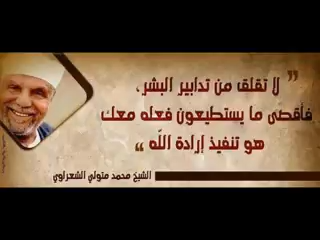 ” لا تقلق من تدابير البشر ،
فأقصى ما يستطيعون فعله معك
هو تنفيذ إرادة الله “
الشيخ محمد متولي الشعراوي